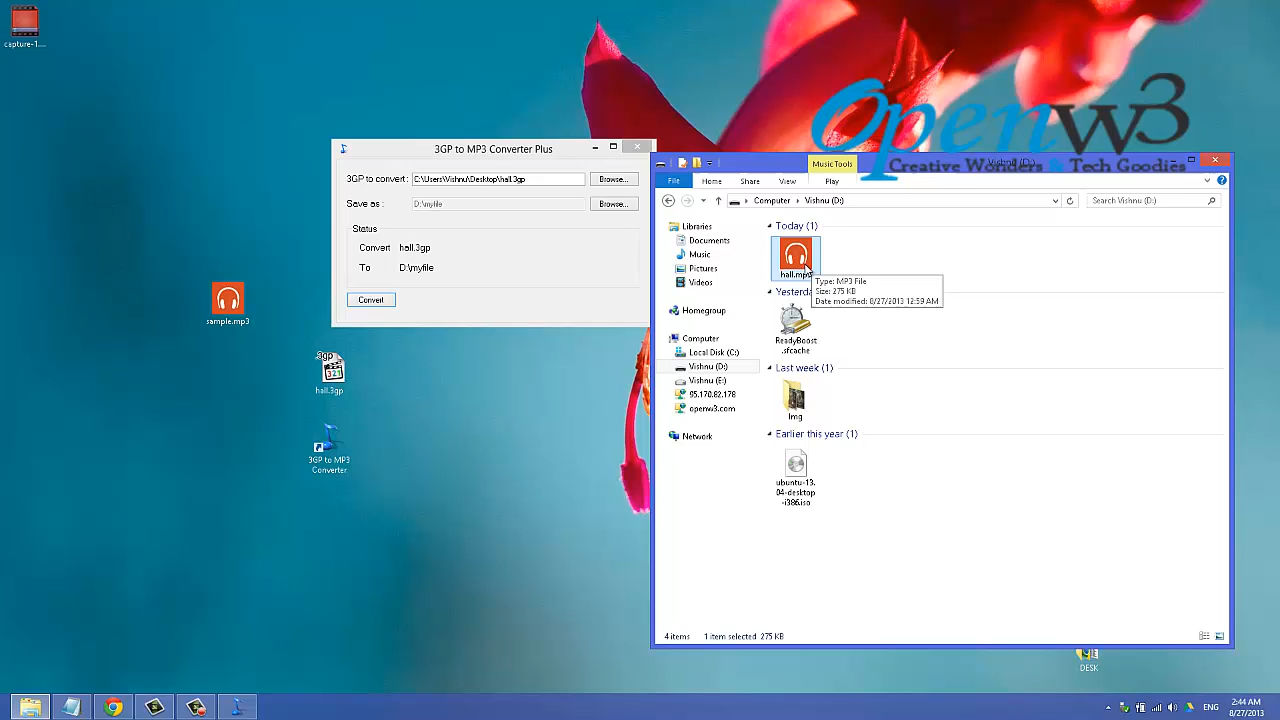 capture-1....
Openw3
Creative Wonders & Tech Goodies
3GP to MP3 Converter Plus
3GP to convert :
C:\Users\Vishnu\Desktop\hall.3gp
Browse...
Save as :
D:\myfile
Browse...
Status
Convert
hall.3gp
To
D:\myfile
Convert
sample.mp3
3gp
321
hall.3gp
3GP to MP3
Converter
Music Tools
Vishnu (D:)
File
Home
Share
View
Play
Computer
Vishnu (D:)
Search Vishnu (D:)
Libraries
Documents
Music
Pictures
Videos
Homegroup
Computer
Local Disk (C:)
Vishnu (D:)
Vishnu (E:)
95.170.82.178
openw3.com
Network
Today (1)
hall.mp3
Type: MP3 File
Size: 275 KB
Date modified: 8/27/2013 12:59 AM
Yesterda
ReadyBoost
.sfcache
Last week (1)
Img
Earlier this year (1)
ubuntu-13.
04-desktop
-i386.iso
4 items
1 item selected 275 KB
DESK
ENG
2:44 AM
8/27/2013